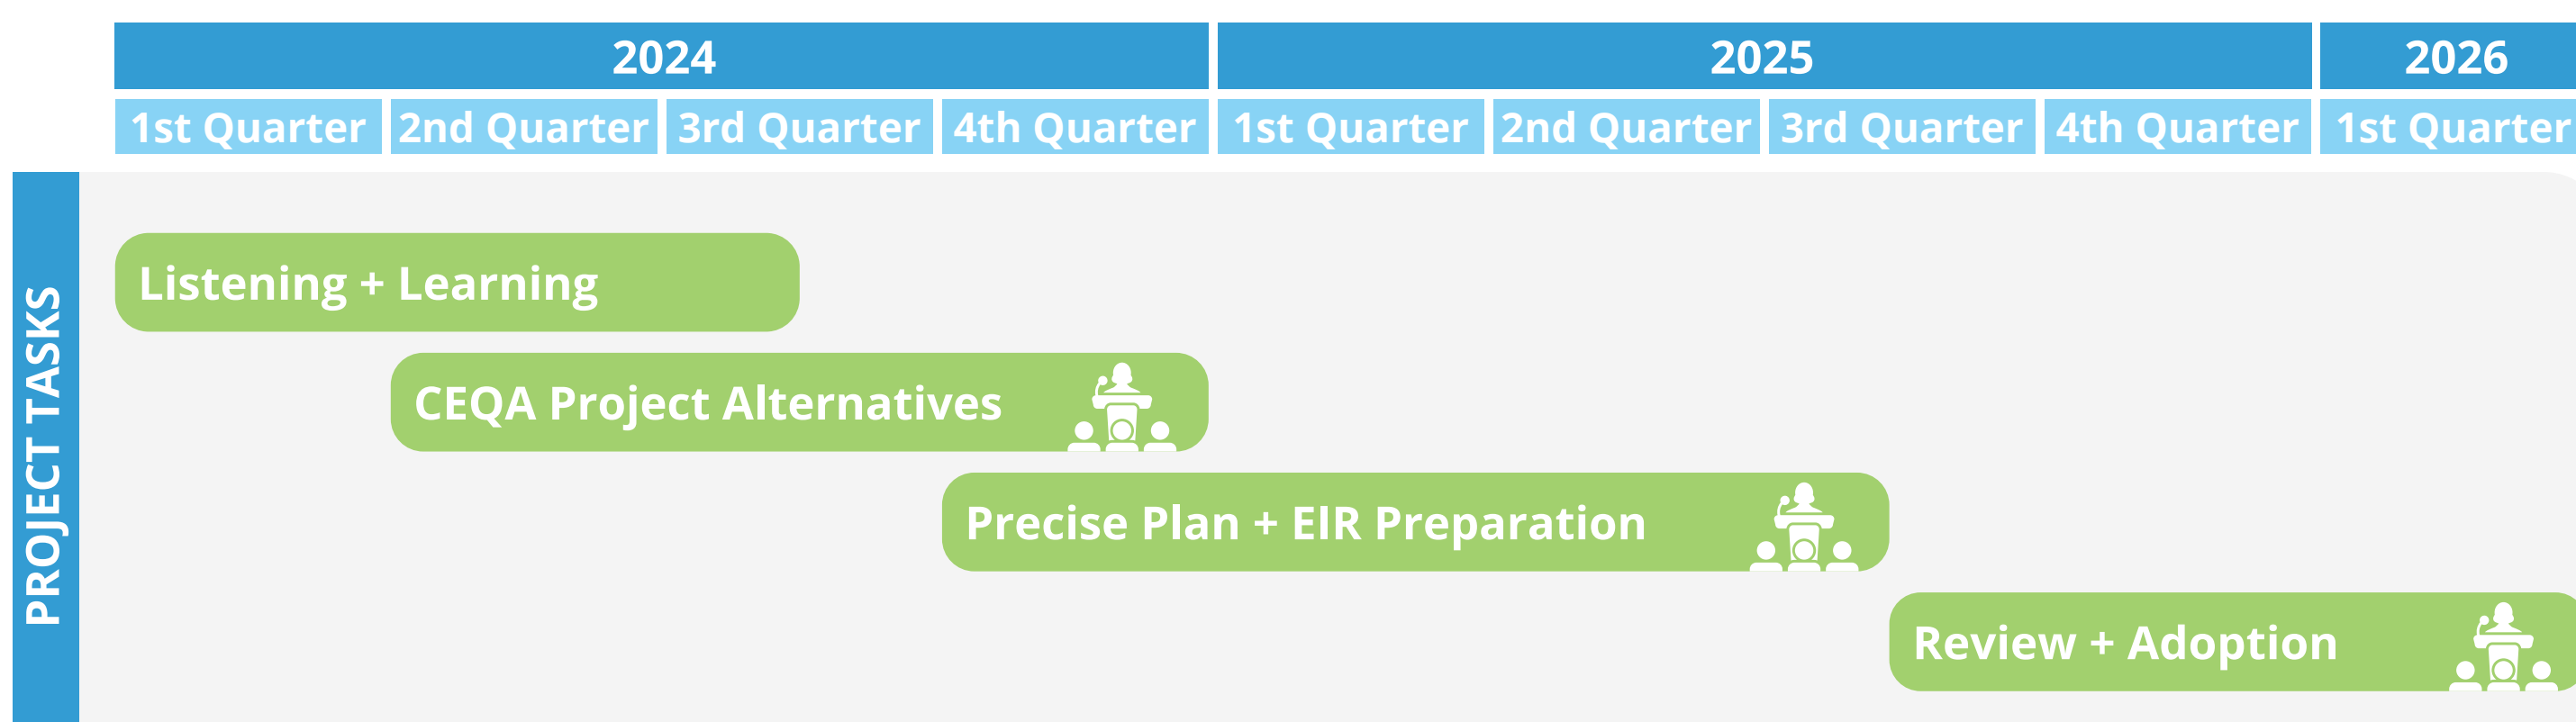 2024 2025 2026
1st Quarter 2nd Quarter 3rd Quarter 4th Quarter 1st Quarter 2nd Quarter 3rd Quarter 4th Quarter 1st Quarter
PROJECT TASKS
Listening + Learning
CEQA Project Alternatives
Precise Plan + EIR Preparation
Review + Adoption